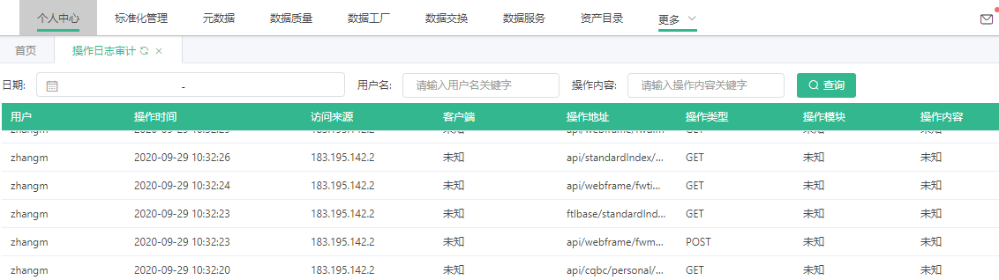 个人中心 标准化管理 元数据 数据质量 数据工厂 数据交换 数据服务 资产目录 更多
首页 操作日志审计
日期: - 用户名: 请输入用户名关键字 操作内容: 请输入操作内容关键字 查询
用户 操作时间 访问来源 客户端 操作地址 操作类型 操作模块 操作内容
zhangm 2020-09-29 10:32:26 183.195.142.2 未知 api/standardIndex/... GET 未知 未知
zhangm 2020-09-29 10:32:24 183.195.142.2 未知 api/webframe/fwti... GET 未知 未知
zhangm 2020-09-29 10:32:23 183.195.142.2 未知 ftlbase/standardInd... GET 未知 未知
zhangm 2020-09-29 10:32:23 183.195.142.2 未知 api/webframe/fwm... POST 未知 未知
zhangm 2020-09-29 10:32:20 183.195.142.2 未知 api/cqbc/personal/... GET 未知 未知